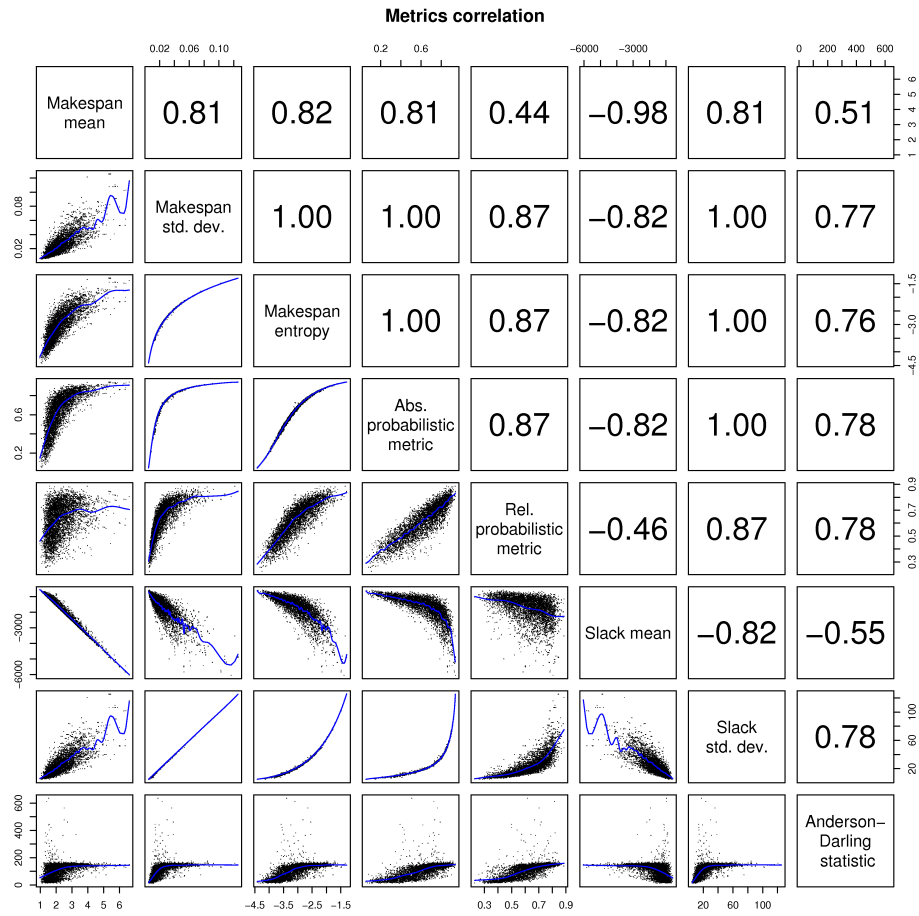 Metrics correlation
0.02 0.06 0.10 0.2 0.6 −6000 −3000 0 200 400 600
Makespan
mean
0.81 0.82 0.81 0.44 −0.98 0.81 0.51
1 2 3 4 5 6
0.02 0.08
Makespan
std. dev.
1.00 1.00 0.87 −0.82 1.00 0.77
Makespan
entropy
1.00 0.87 −0.82 1.00 0.76
−4.5 −3.0 −1.5
0.2 0.6
Abs.
probabilistic
metric
0.87 −0.82 1.00 0.78
Rel.
probabilistic
metric
−0.46 0.87 0.78
0.3 0.5 0.7 0.9
−6000 −3000
Slack mean
−0.82 −0.55
Slack
std. dev.
0.78
20 60 100
0 200 400 600
Anderson−
Darling
statistic
1 2 3 4 5 6 −4.5 −3.5 −2.5 −1.5 0.3 0.5 0.7 0.9 20 60 100